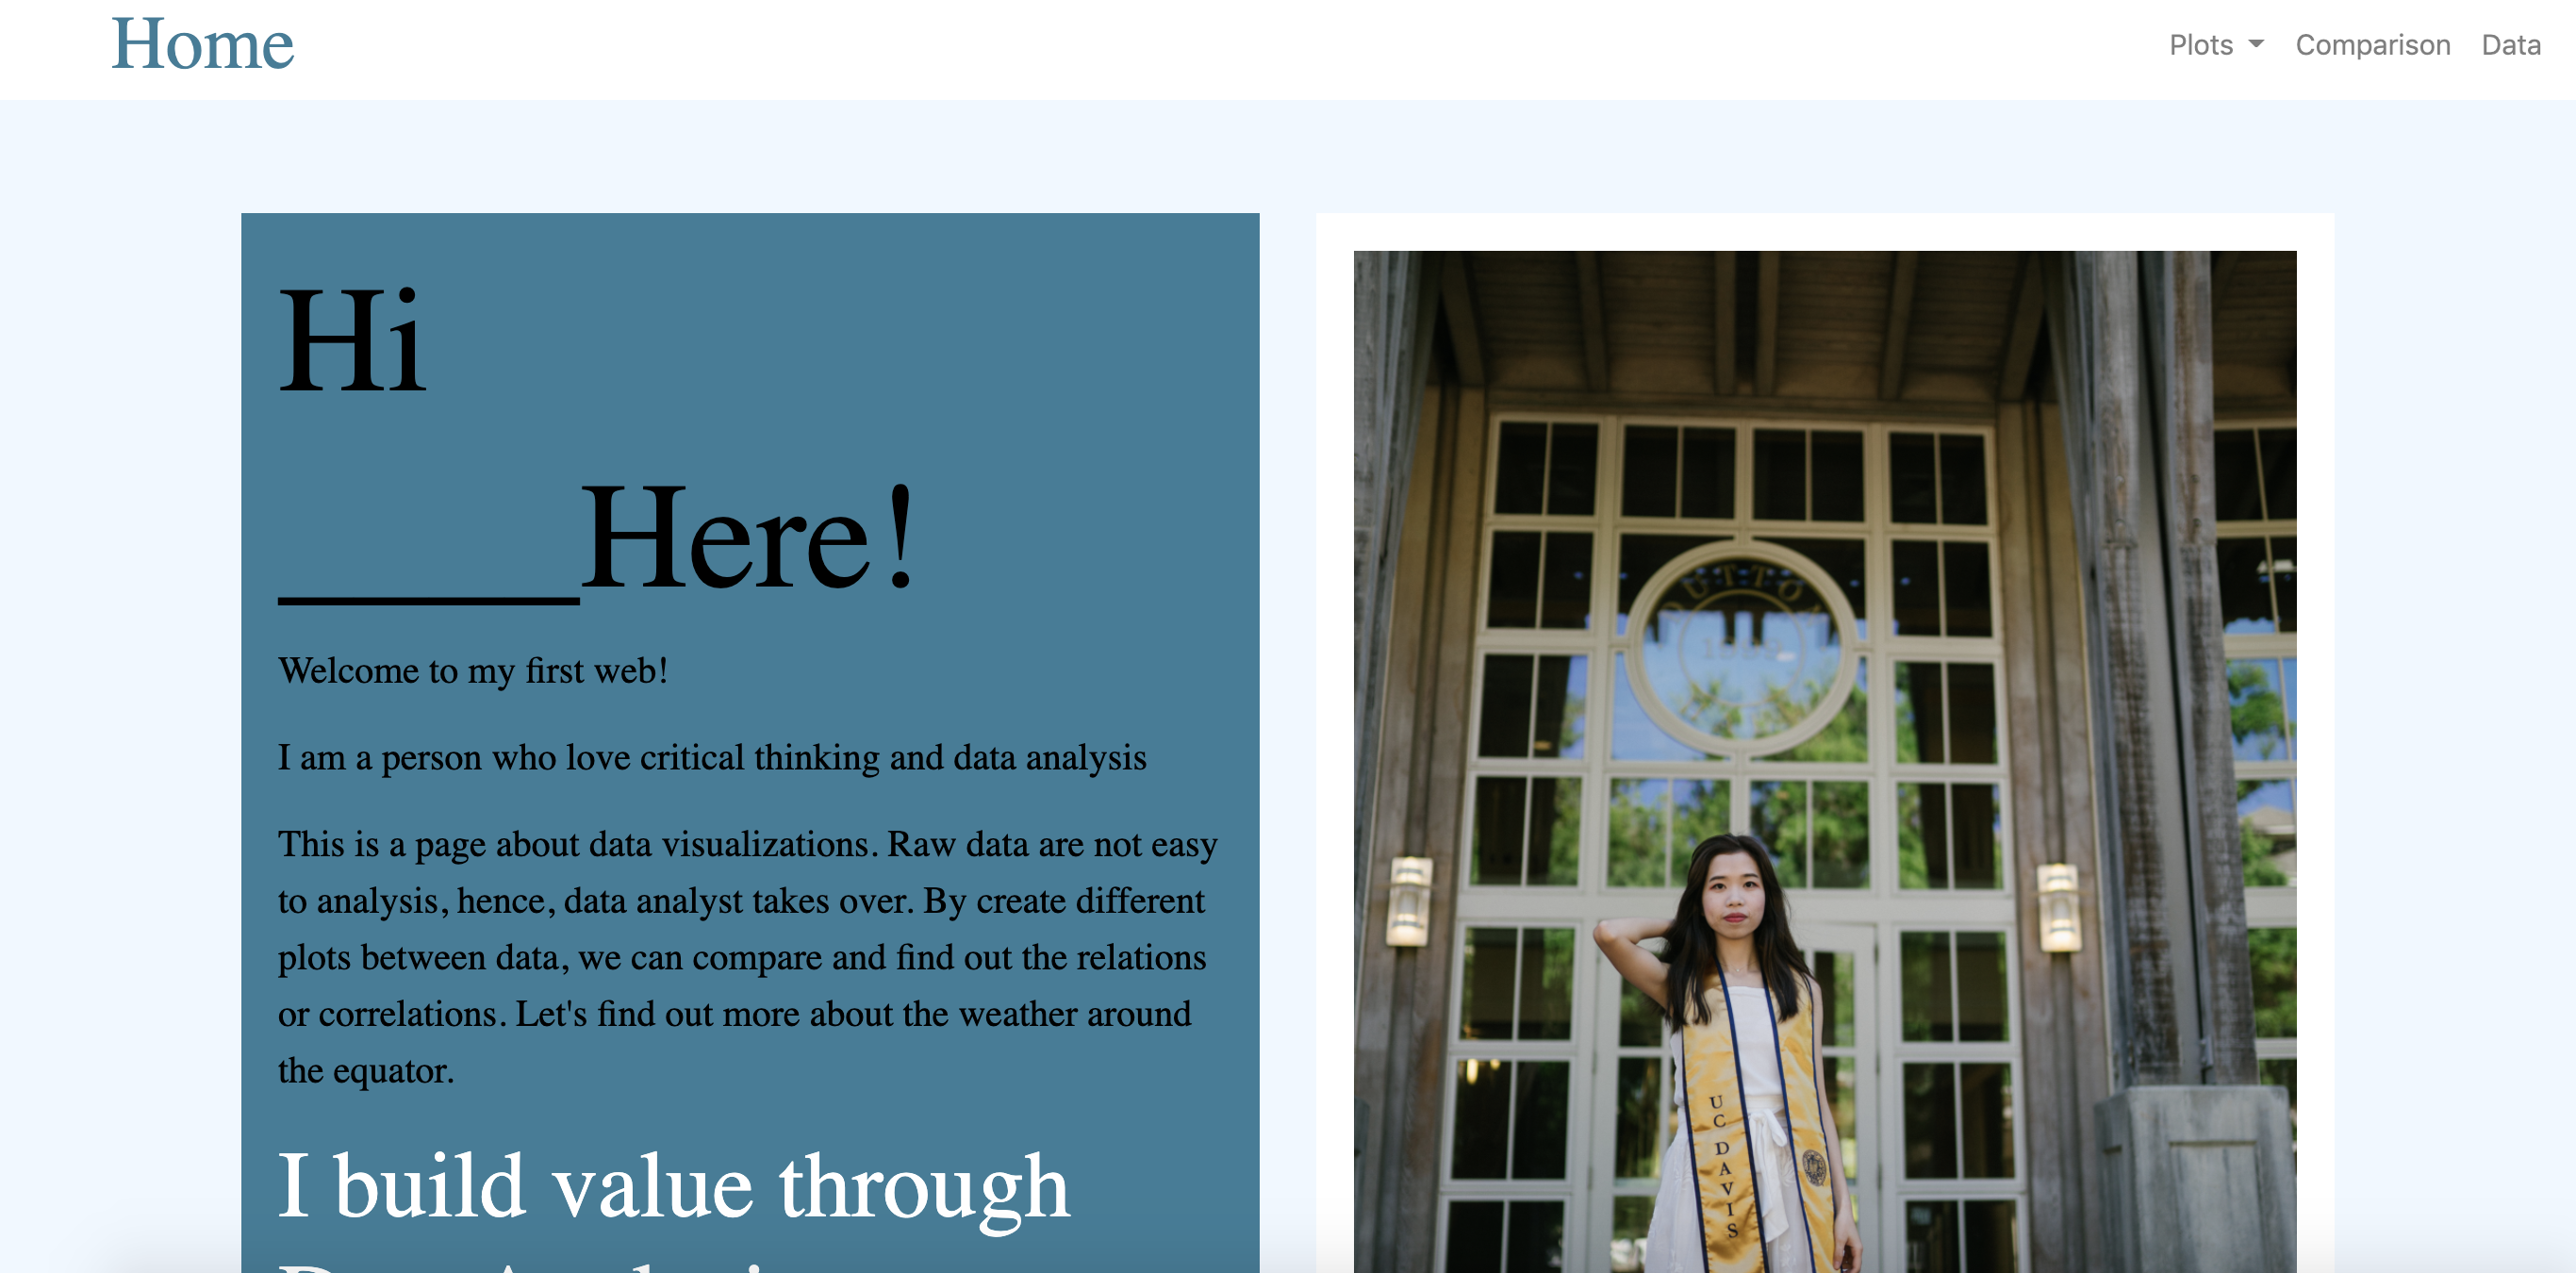 Home
Plots
Comparison
Data
Hi
_____Here!
Welcome to my first web!
I am a person who love critical thinking and data analysis
This is a page about data visualizations. Raw data are not easy
to analysis, hence, data analyst takes over. By create different
plots between data, we can compare and find out the relations
or correlations. Let's find out more about the weather around
the equator.
I build value through
UC DAVIS